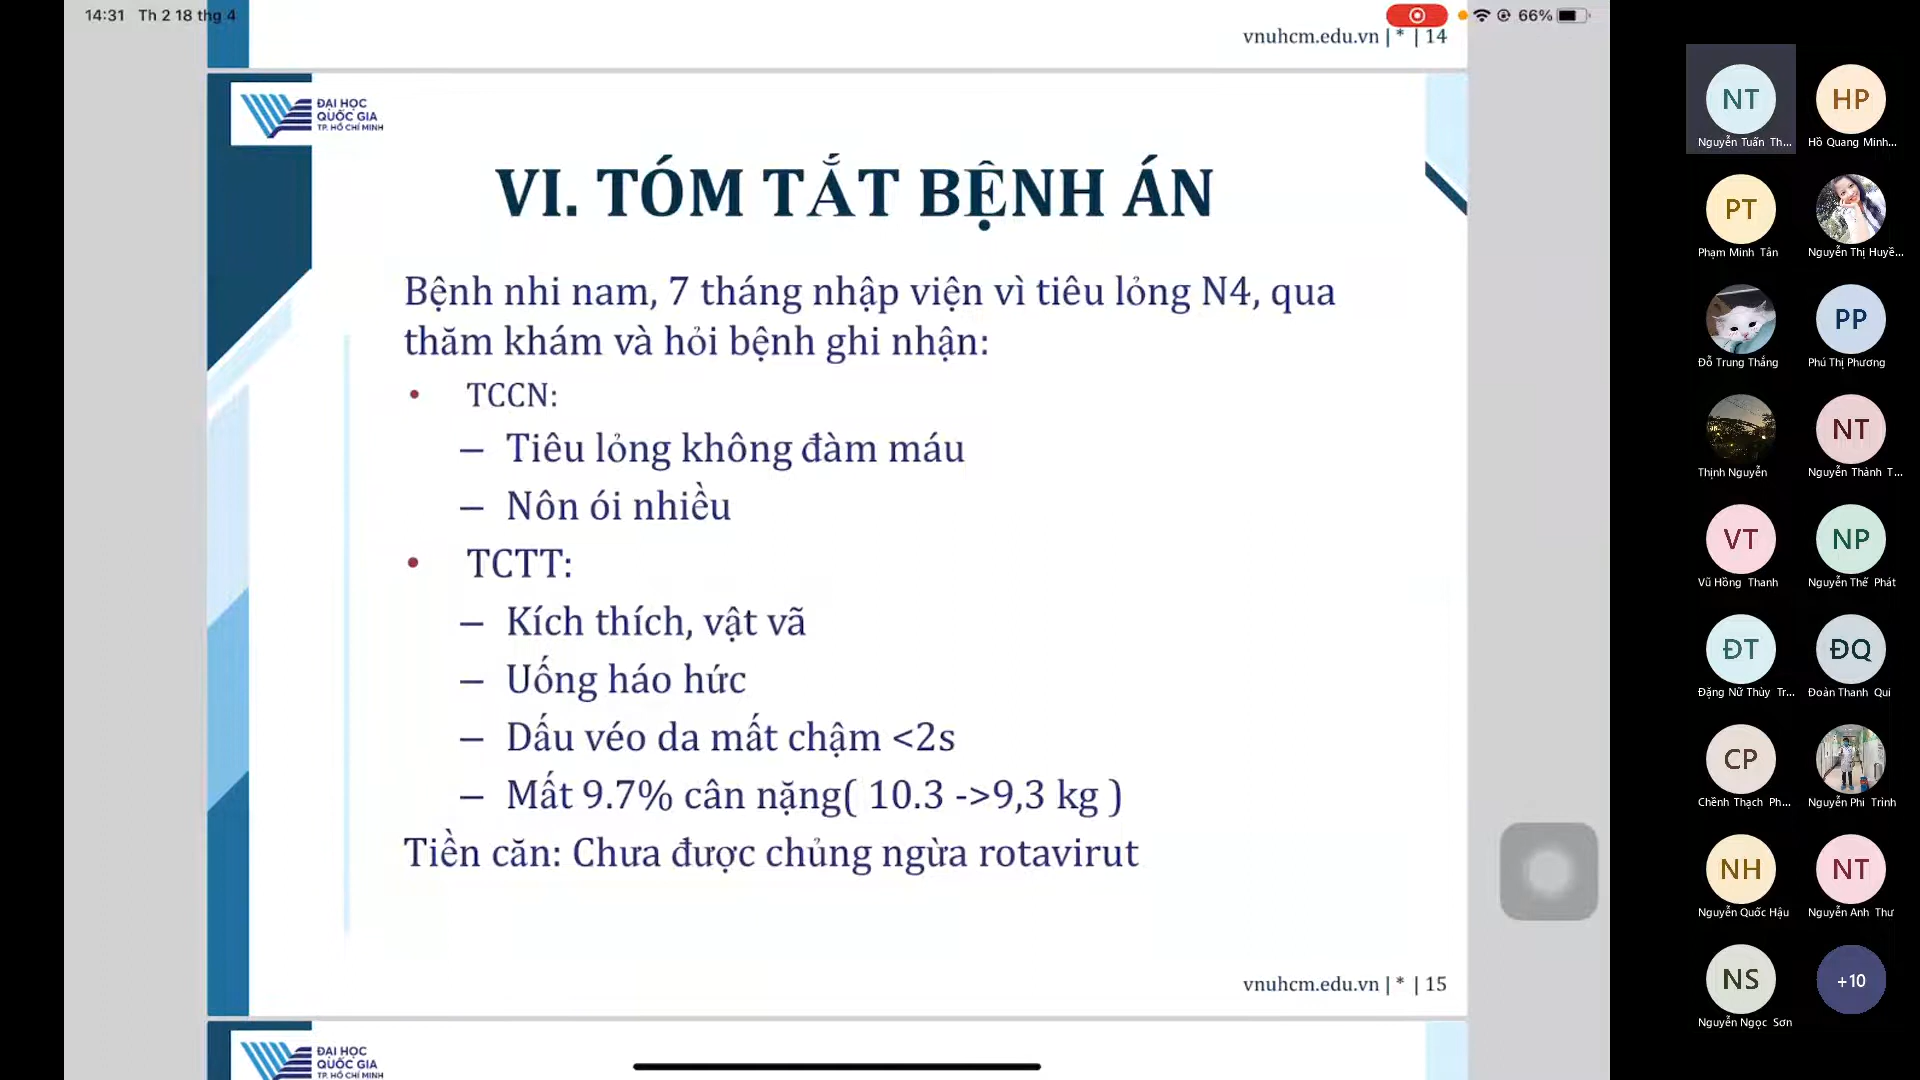 14:31 Th 2 18 thg 4
66%
vnuhcm.edu.vn | * | 14
ĐẠI HỌC
QUỐC GIA
TP. HỒ CHÍ MINH
VI. TÓM TẮT BỆNH ÁN
Bệnh nhi nam, 7 tháng nhập viện vì tiêu lỏng N4, qua
thăm khám và hỏi bệnh ghi nhận:
• TCCN:
– Tiêu lỏng không đàm máu
– Nôn ói nhiều
• TCTT:
– Kích thích, vật vã
– Uống háo hức
– Dấu véo da mất chậm <2s
– Mất 9.7% cân nặng( 10.3 ->9,3 kg )
Tiền căn: Chưa được chủng ngừa rotavirut
vnuhcm.edu.vn | * | 15
ĐẠI HỌC
QUỐC GIA
TP. HỒ CHÍ MINH
NT
Nguyễn Tuấn Th...
HP
Hồ Quang Minh...
PT
Phạm Minh Tân
Nguyễn Thị Huyề...
Đỗ Trung Thắng
PP
Phú Thị Phương
Thịnh Nguyễn
NT
Nguyễn Thành T...
VT
Vũ Hồng Thanh
NP
Nguyễn Thế Phát
ĐT
Đặng Nữ Thùy Tr...
ĐQ
Đoàn Thanh Qui
CP
Chềnh Thạch Ph...
Nguyễn Phi Trình
NH
Nguyễn Quốc Hậu
NT
Nguyễn Anh Thư
NS
Nguyễn Ngọc Sơn
+10